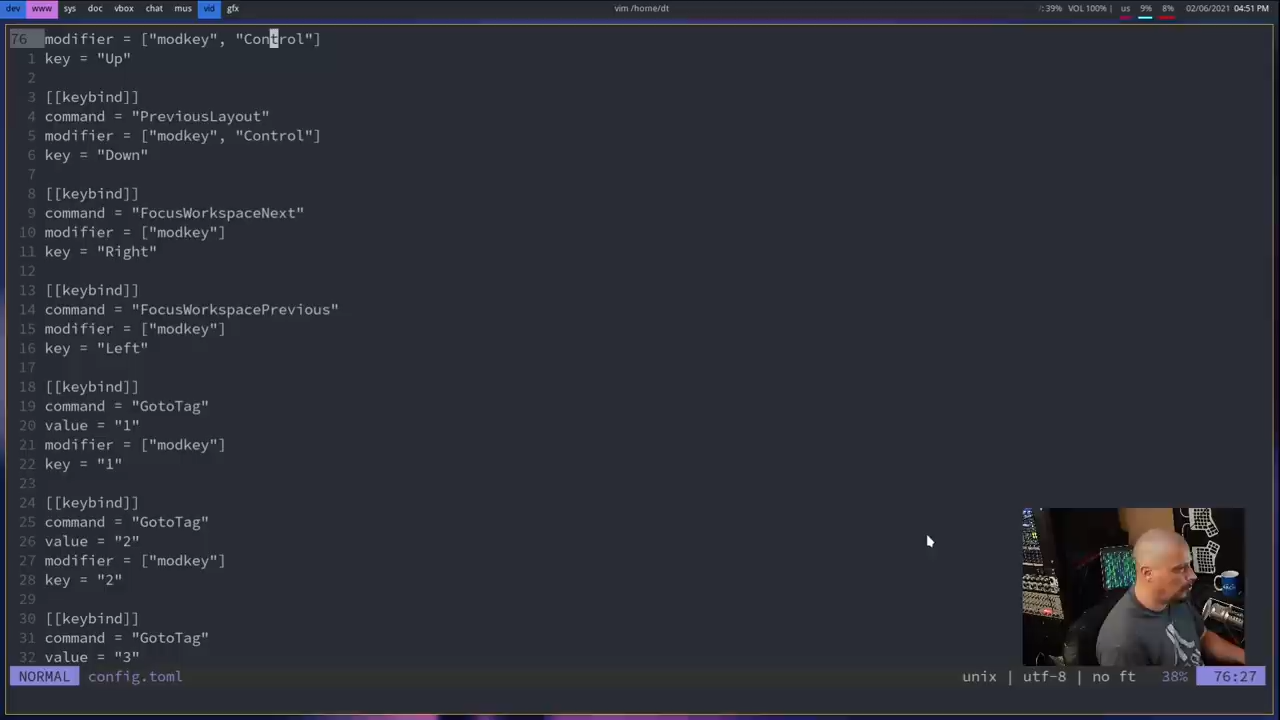 dev www sys doc vbox chat mus vid gfx vim /home/dt 39% VOL 100% us 9% 8% 02/06/2021 04:51 PM
76 modifier = ["modkey", "Control"]
1 key = "Up"
2
3 [[keybind]]
4 command = "PreviousLayout"
5 modifier = ["modkey", "Control"]
6 key = "Down"
7
8 [[keybind]]
9 command = "FocusWorkspaceNext"
10 modifier = ["modkey"]
11 key = "Right"
12
13 [[keybind]]
14 command = "FocusWorkspacePrevious"
15 modifier = ["modkey"]
16 key = "Left"
17
18 [[keybind]]
19 command = "GotoTag"
20 value = "1"
21 modifier = ["modkey"]
22 key = "1"
23
24 [[keybind]]
25 command = "GotoTag"
26 value = "2"
27 modifier = ["modkey"]
28 key = "2"
29
30 [[keybind]]
31 command = "GotoTag"
32 value = "3"
NORMAL config.toml unix | utf-8 | no ft 38% 76:27